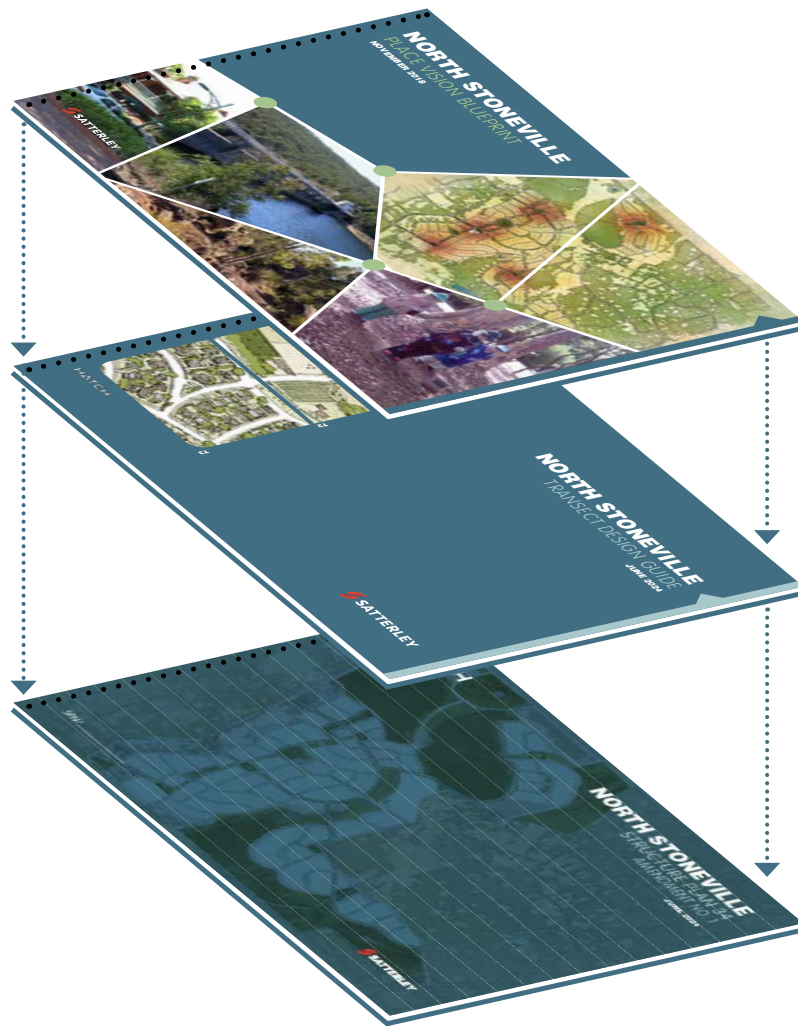 NORTH STONEVILLE
PLACE VISION BLUEPRINT
NOVEMBER 2018
SATTERLEY
HATCH
NORTH STONEVILLE
TRANSECT DESIGN GUIDE
JUNE 2024
SATTERLEY
NORTH STONEVILLE
STRUCTURE PLAN 34
AMENDMENT NO. 1
JUNE 2024
SATTERLEY